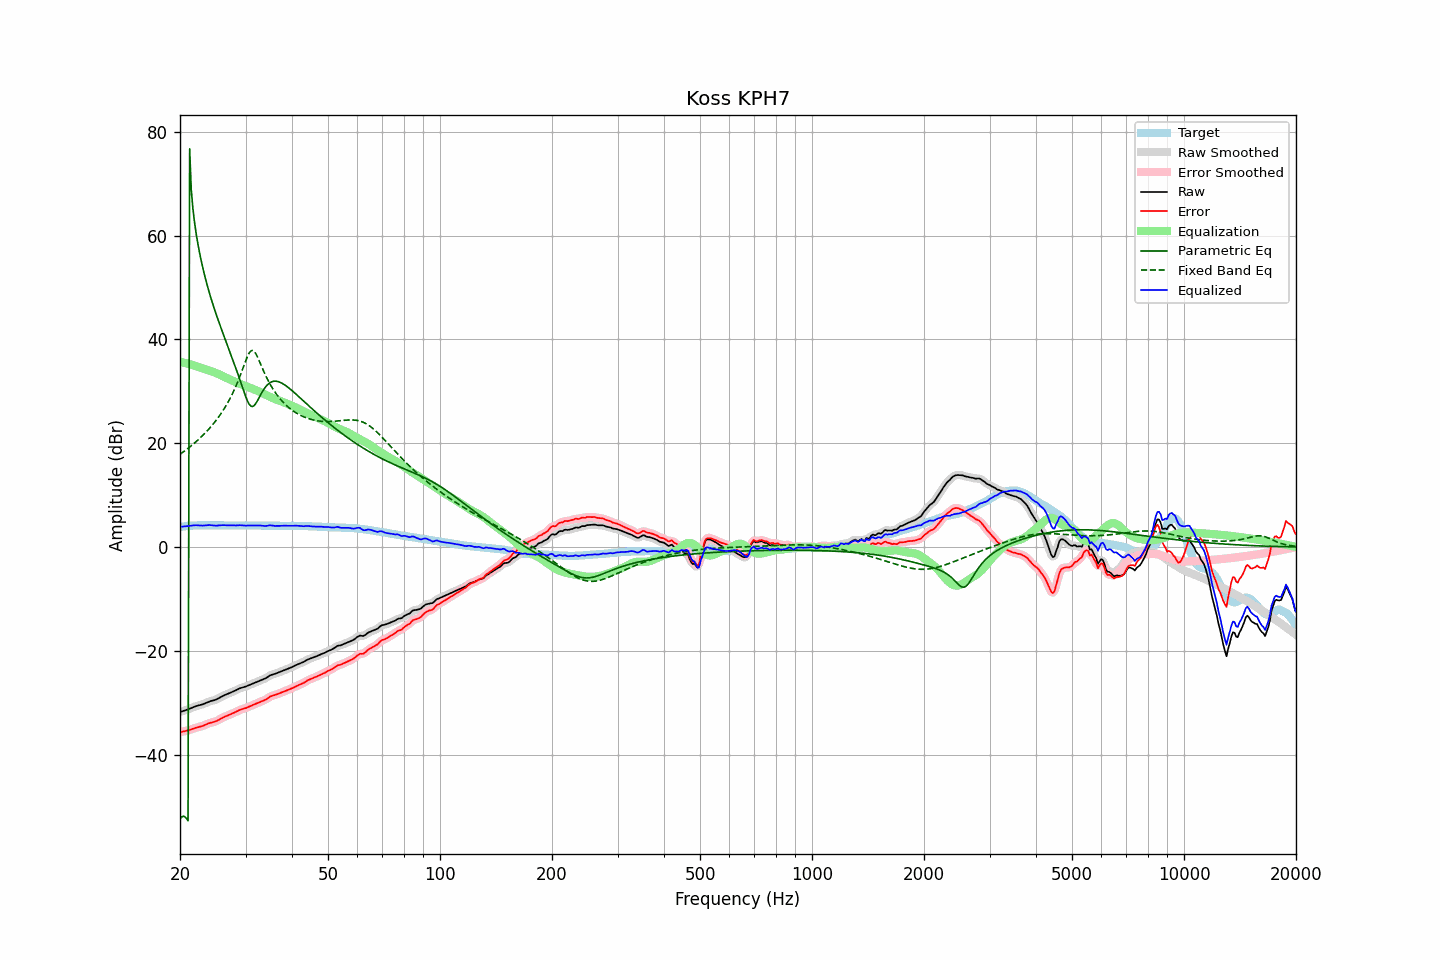 Koss KPH7
80
60
40
20
0
−20
−40
Amplitude (dBr)
20
50
100
200
500
1000
2000
5000
10000
20000
Frequency (Hz)
Target
Raw Smoothed
Error Smoothed
Raw
Error
Equalization
Parametric Eq
Fixed Band Eq
Equalized